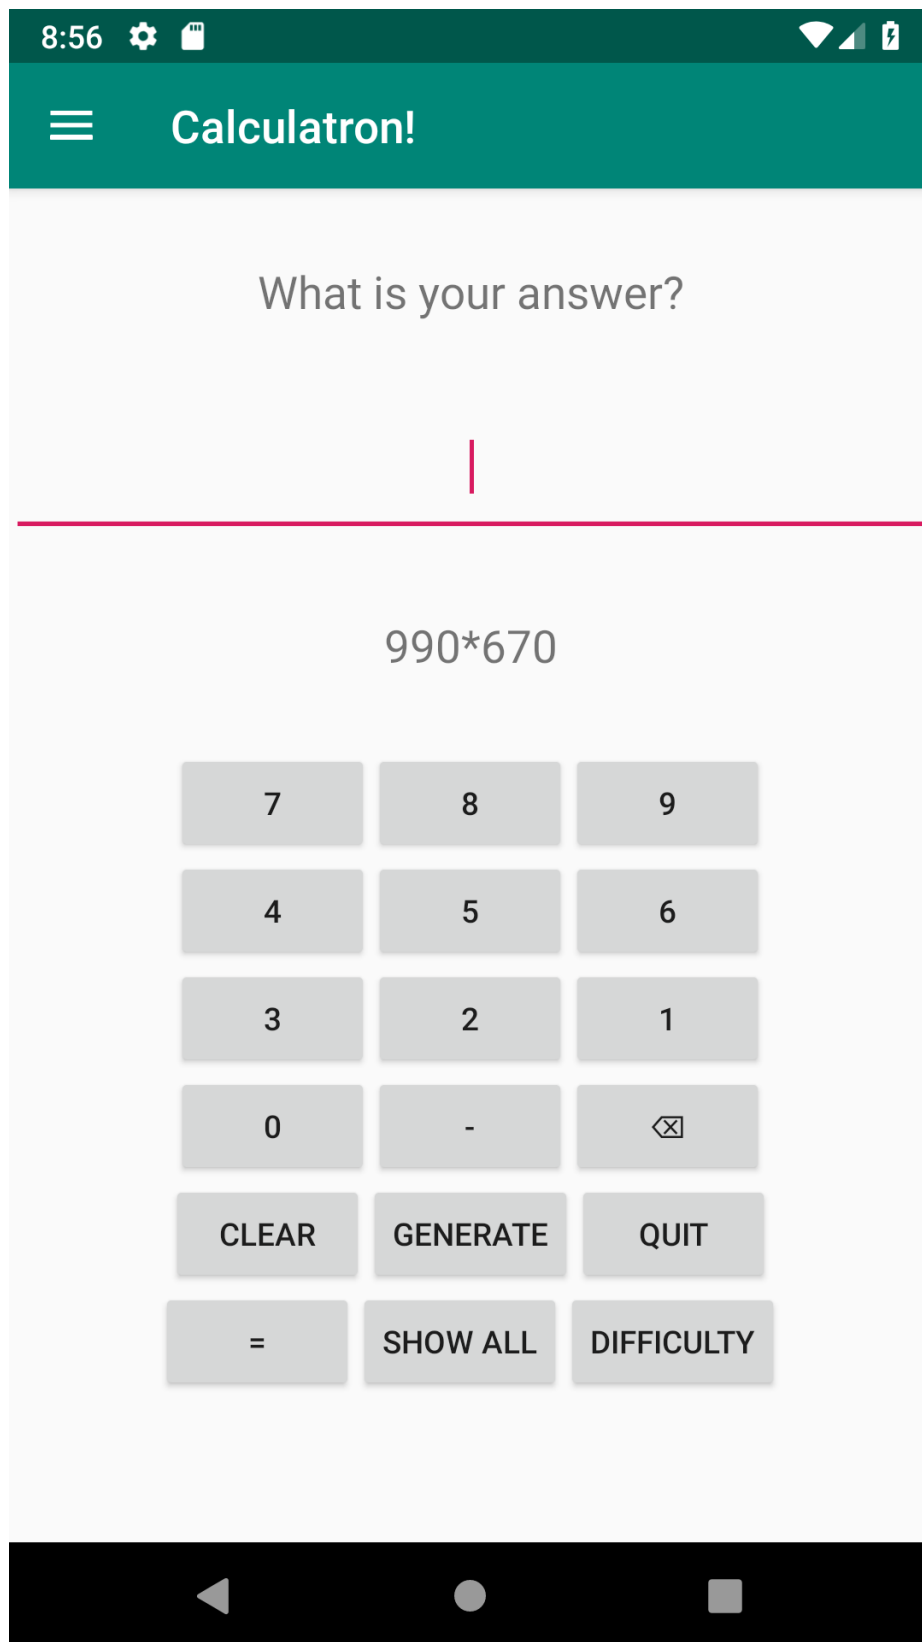 8:56
Calculatron!
What is your answer?
990*670
7 8 9
4 5 6
3 2 1
0 - ⌫
CLEAR GENERATE QUIT
= SHOW ALL DIFFICULTY